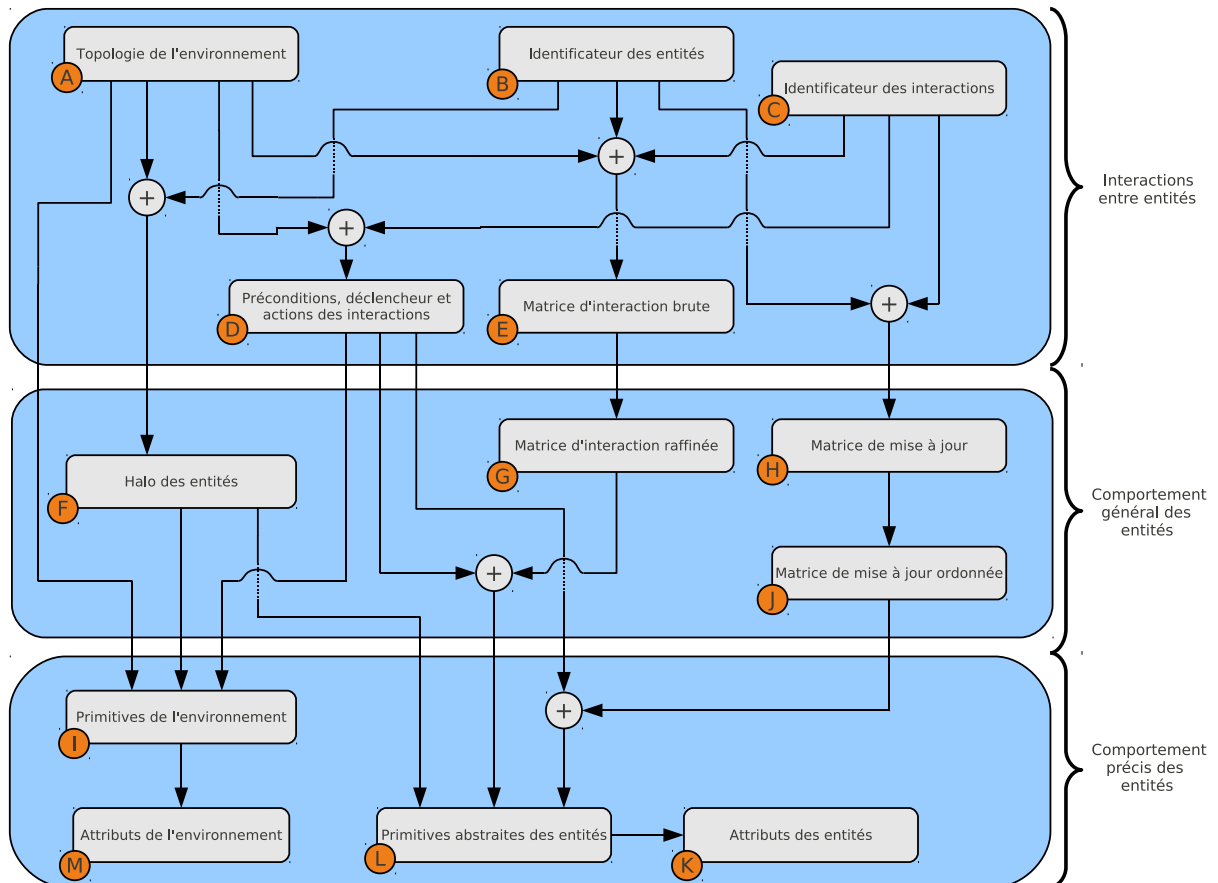 Topologie de l'environnement
A
Identificateur des entités
B
Identificateur des interactions
C
+
+
+
+
Interactions
entre entités
Préconditions, déclencheur et
actions des interactions
D
Matrice d'interaction brute
E
Matrice d'interaction raffinée
G
Matrice de mise à jour
H
Halo des entités
F
Comportement
général des
entités
+
Matrice de mise à jour ordonnée
J
Primitives de l'environnement
I
+
Comportement
précis des
entités
Attributs de l'environnement
M
Primitives abstraites des entités
L
Attributs des entités
K